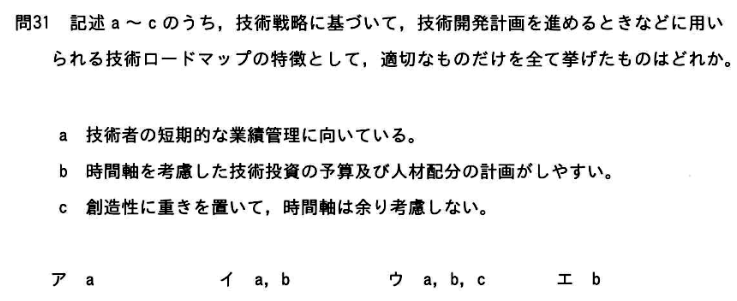 問31 記述a～cのうち，技術戦略に基づいて，技術開発計画を進めるときなどに用い
られる技術ロードマップの特徴として，適切なものだけを全て挙げたものはどれか。
a 技術者の短期的な業績管理に向いている。
b 時間軸を考慮した技術投資の予算及び人材配分の計画がしやすい。
c 創造性に重きを置いて，時間軸は余り考慮しない。
ア a イ a，b ウ a，b，c エ b